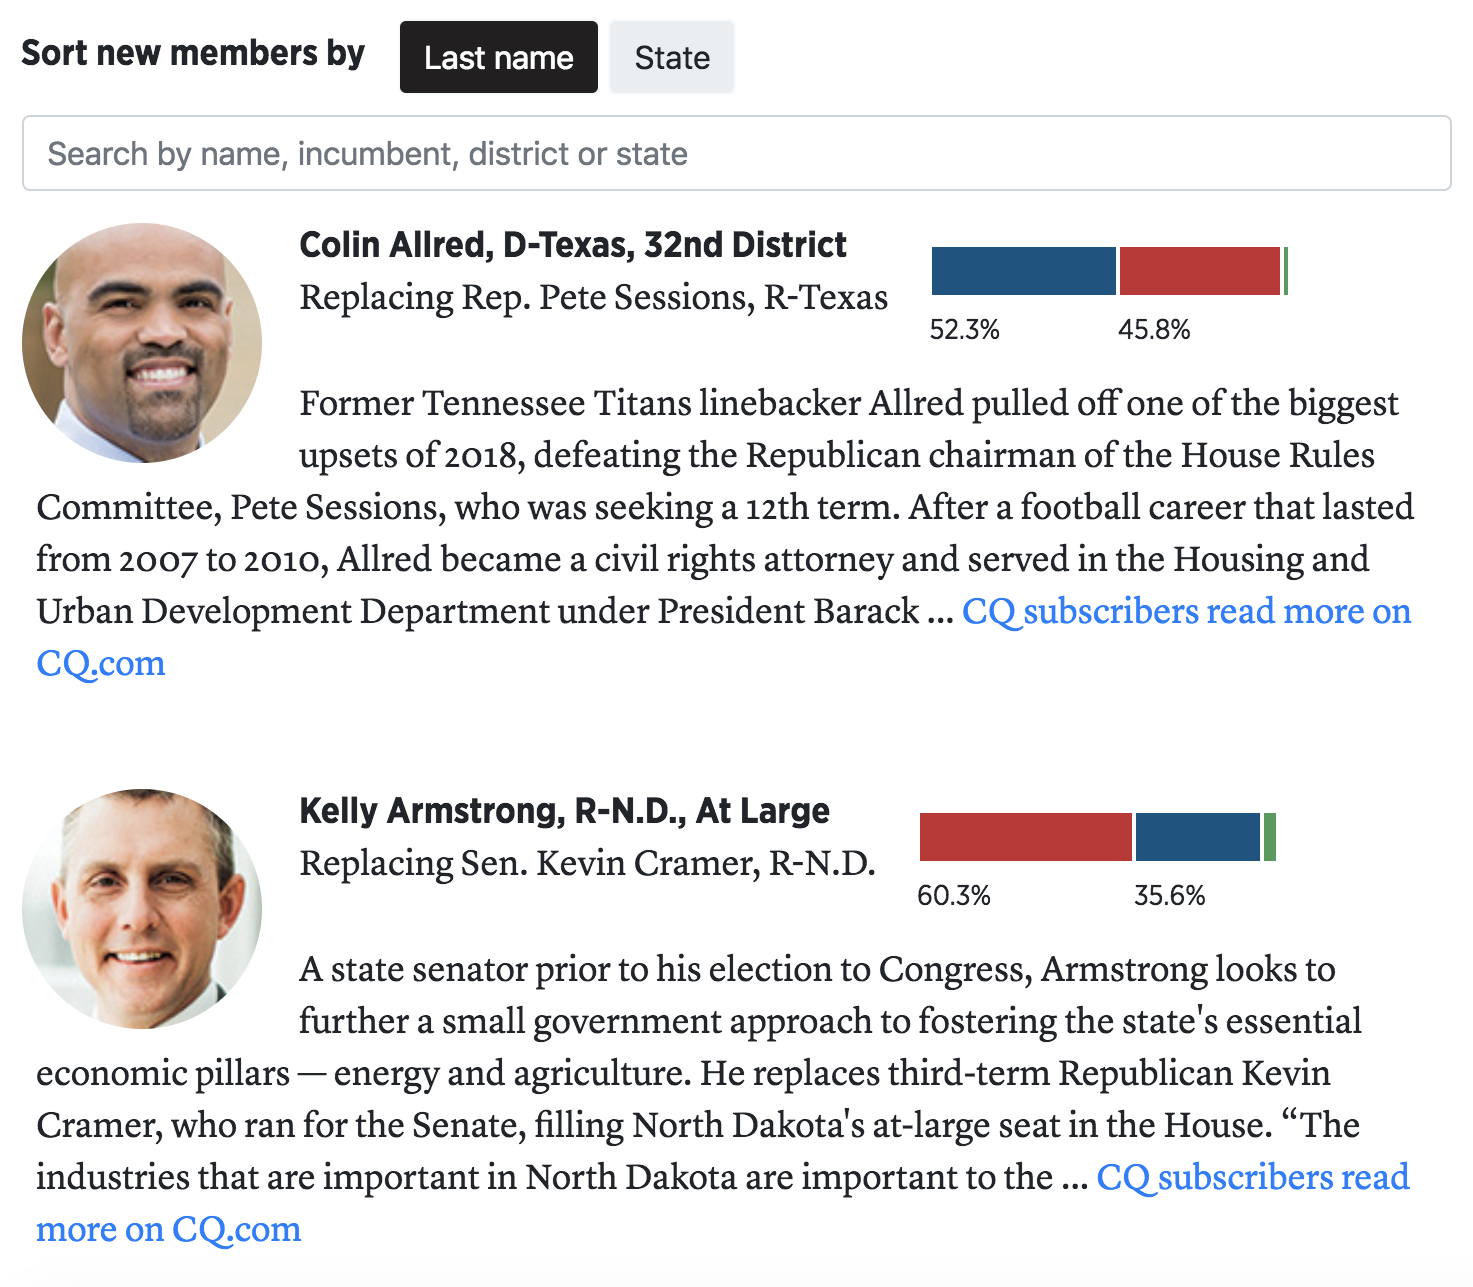 Sort new members by
Last name
State
Search by name, incumbent, district or state
Colin Allred, D-Texas, 32nd District
Replacing Rep. Pete Sessions, R-Texas
52.3%
45.8%
Former Tennessee Titans linebacker Allred pulled off one of the biggest
upsets of 2018, defeating the Republican chairman of the House Rules
Committee, Pete Sessions, who was seeking a 12th term. After a football career that lasted
from 2007 to 2010, Allred became a civil rights attorney and served in the Housing and
Urban Development Department under President Barack ... CQ subscribers read more on
CQ.com
Kelly Armstrong, R-N.D., At Large
Replacing Sen. Kevin Cramer, R-N.D.
60.3%
35.6%
A state senator prior to his election to Congress, Armstrong looks to
further a small government approach to fostering the state's essential
economic pillars — energy and agriculture. He replaces third-term Republican Kevin
Cramer, who ran for the Senate, filling North Dakota's at-large seat in the House. “The
industries that are important in North Dakota are important to the ... CQ subscribers read
more on CQ.com